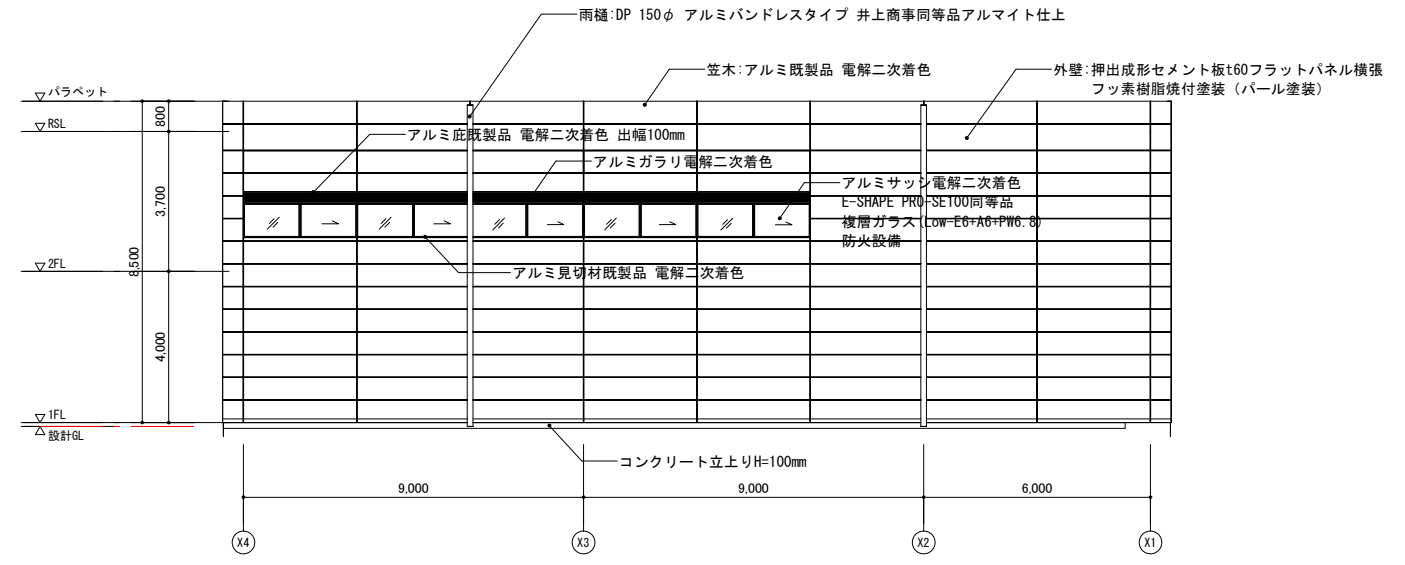 雨樋:DP 150φ アルミバンドレスタイプ 井上商事同等品アルマイト仕上
笠木:アルミ既製品 電解二次着色
外壁:押出成形セメント板t60フラットパネル横張
フッ素樹脂焼付塗装（パール塗装）
パラペット
800
RSL
アルミ庇既製品 電解二次着色 出幅100mm
アルミガラリ電解二次着色
アルミサッシ電解二次着色
E-SHAPE PRO-SE100同等品
複層ガラス(Low-E6+A6+PW6.8)
防火設備
3,700
8,500
2FL
アルミ見切材既製品 電解二次着色
4,000
1FL
設計GL
コンクリート立上りH=100mm
9,000
9,000
6,000
X4
X3
X2
X1